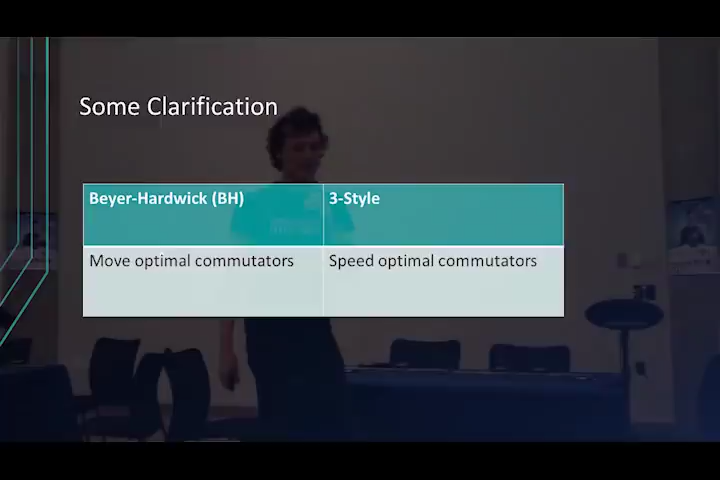 Some Clarification
Beyer-Hardwick (BH) 3-Style
Move optimal commutators Speed optimal commutators